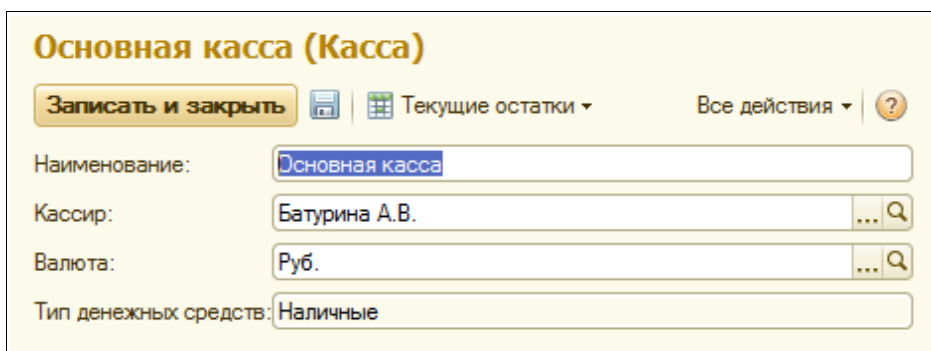 Основная касса (Касса)
Записать и закрыть Текущие остатки Все действия ?
Наименование: Основная касса
Кассир: Батурина А.В. ...
Валюта: Руб. ...
Тип денежных средств: Наличные